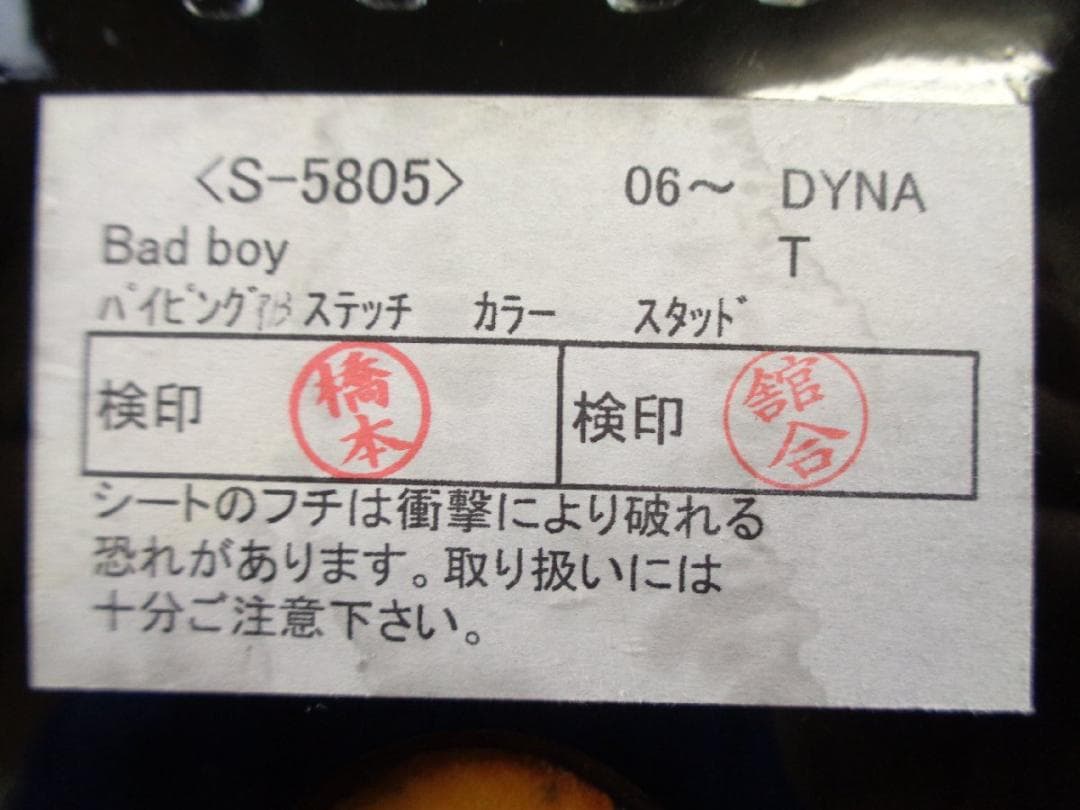 <S-5805> 06～ DYNA
Bad boy T
ﾊﾟｲﾋﾟﾝｸﾞ ｽﾃｯﾁ ｶﾗｰ ｽﾀｯﾄﾞ
検印 橋本 検印 舘合
シートのフチは衝撃により破れる
恐れがあります。取り扱いには
十分ご注意下さい。